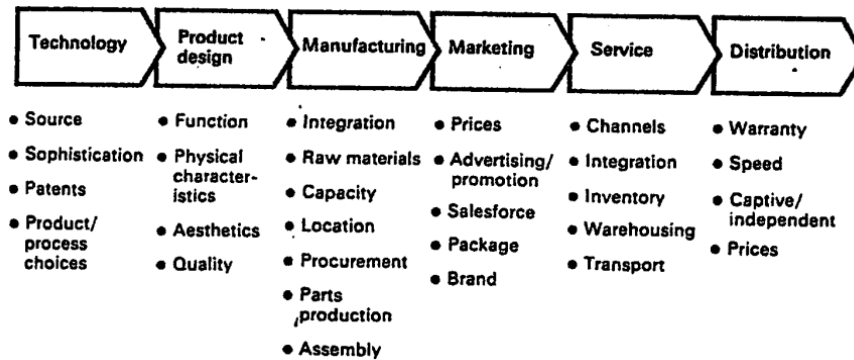 Technology
Product
design
Manufacturing
Marketing
Service
Distribution
• Source
• Sophistication
• Patents
• Product/
process
choices
• Function
• Physical
character-
istics
• Aesthetics
• Quality
• Integration
• Raw materials
• Capacity
• Location
• Procurement
• Parts
production
• Assembly
• Prices
• Advertising/
promotion
• Salesforce
• Package
• Brand
• Channels
• Integration
• Inventory
• Warehousing
• Transport
• Warranty
• Speed
• Captive/
independent
• Prices